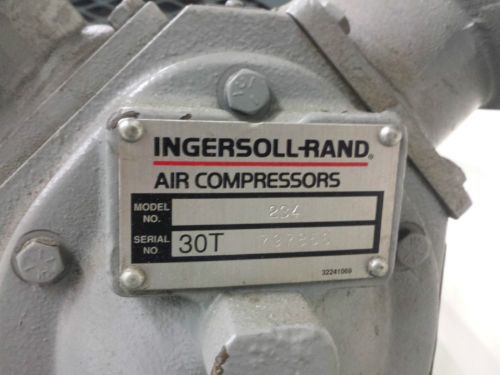 INGERSOLL-RAND®
AIR COMPRESSORS
MODEL NO. 234
SERIAL NO. 30T
32241069